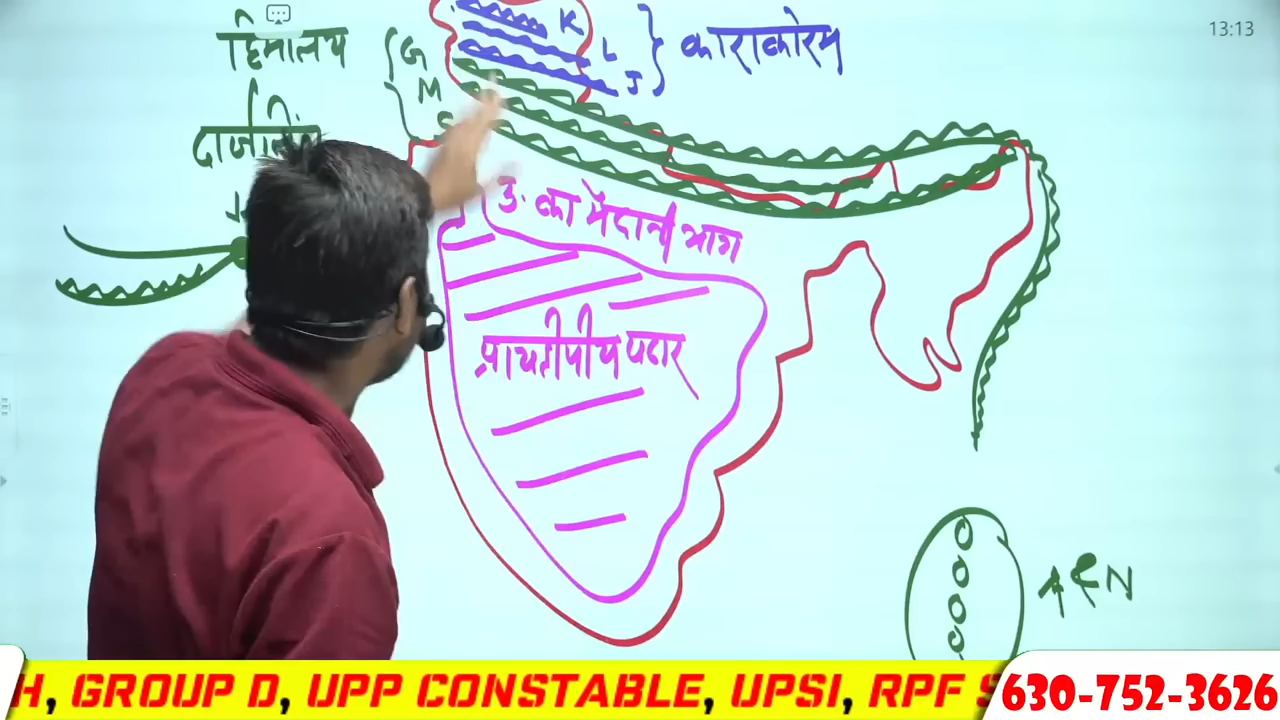 13:13
हिमालय
G
M
S
K
L
J
काराकोरम
उ. का मैदानी भाग
प्रायद्वीपीय पठार
A&N
H, GROUP D, UPP CONSTABLE, UPSI, RPF S
630-752-3626